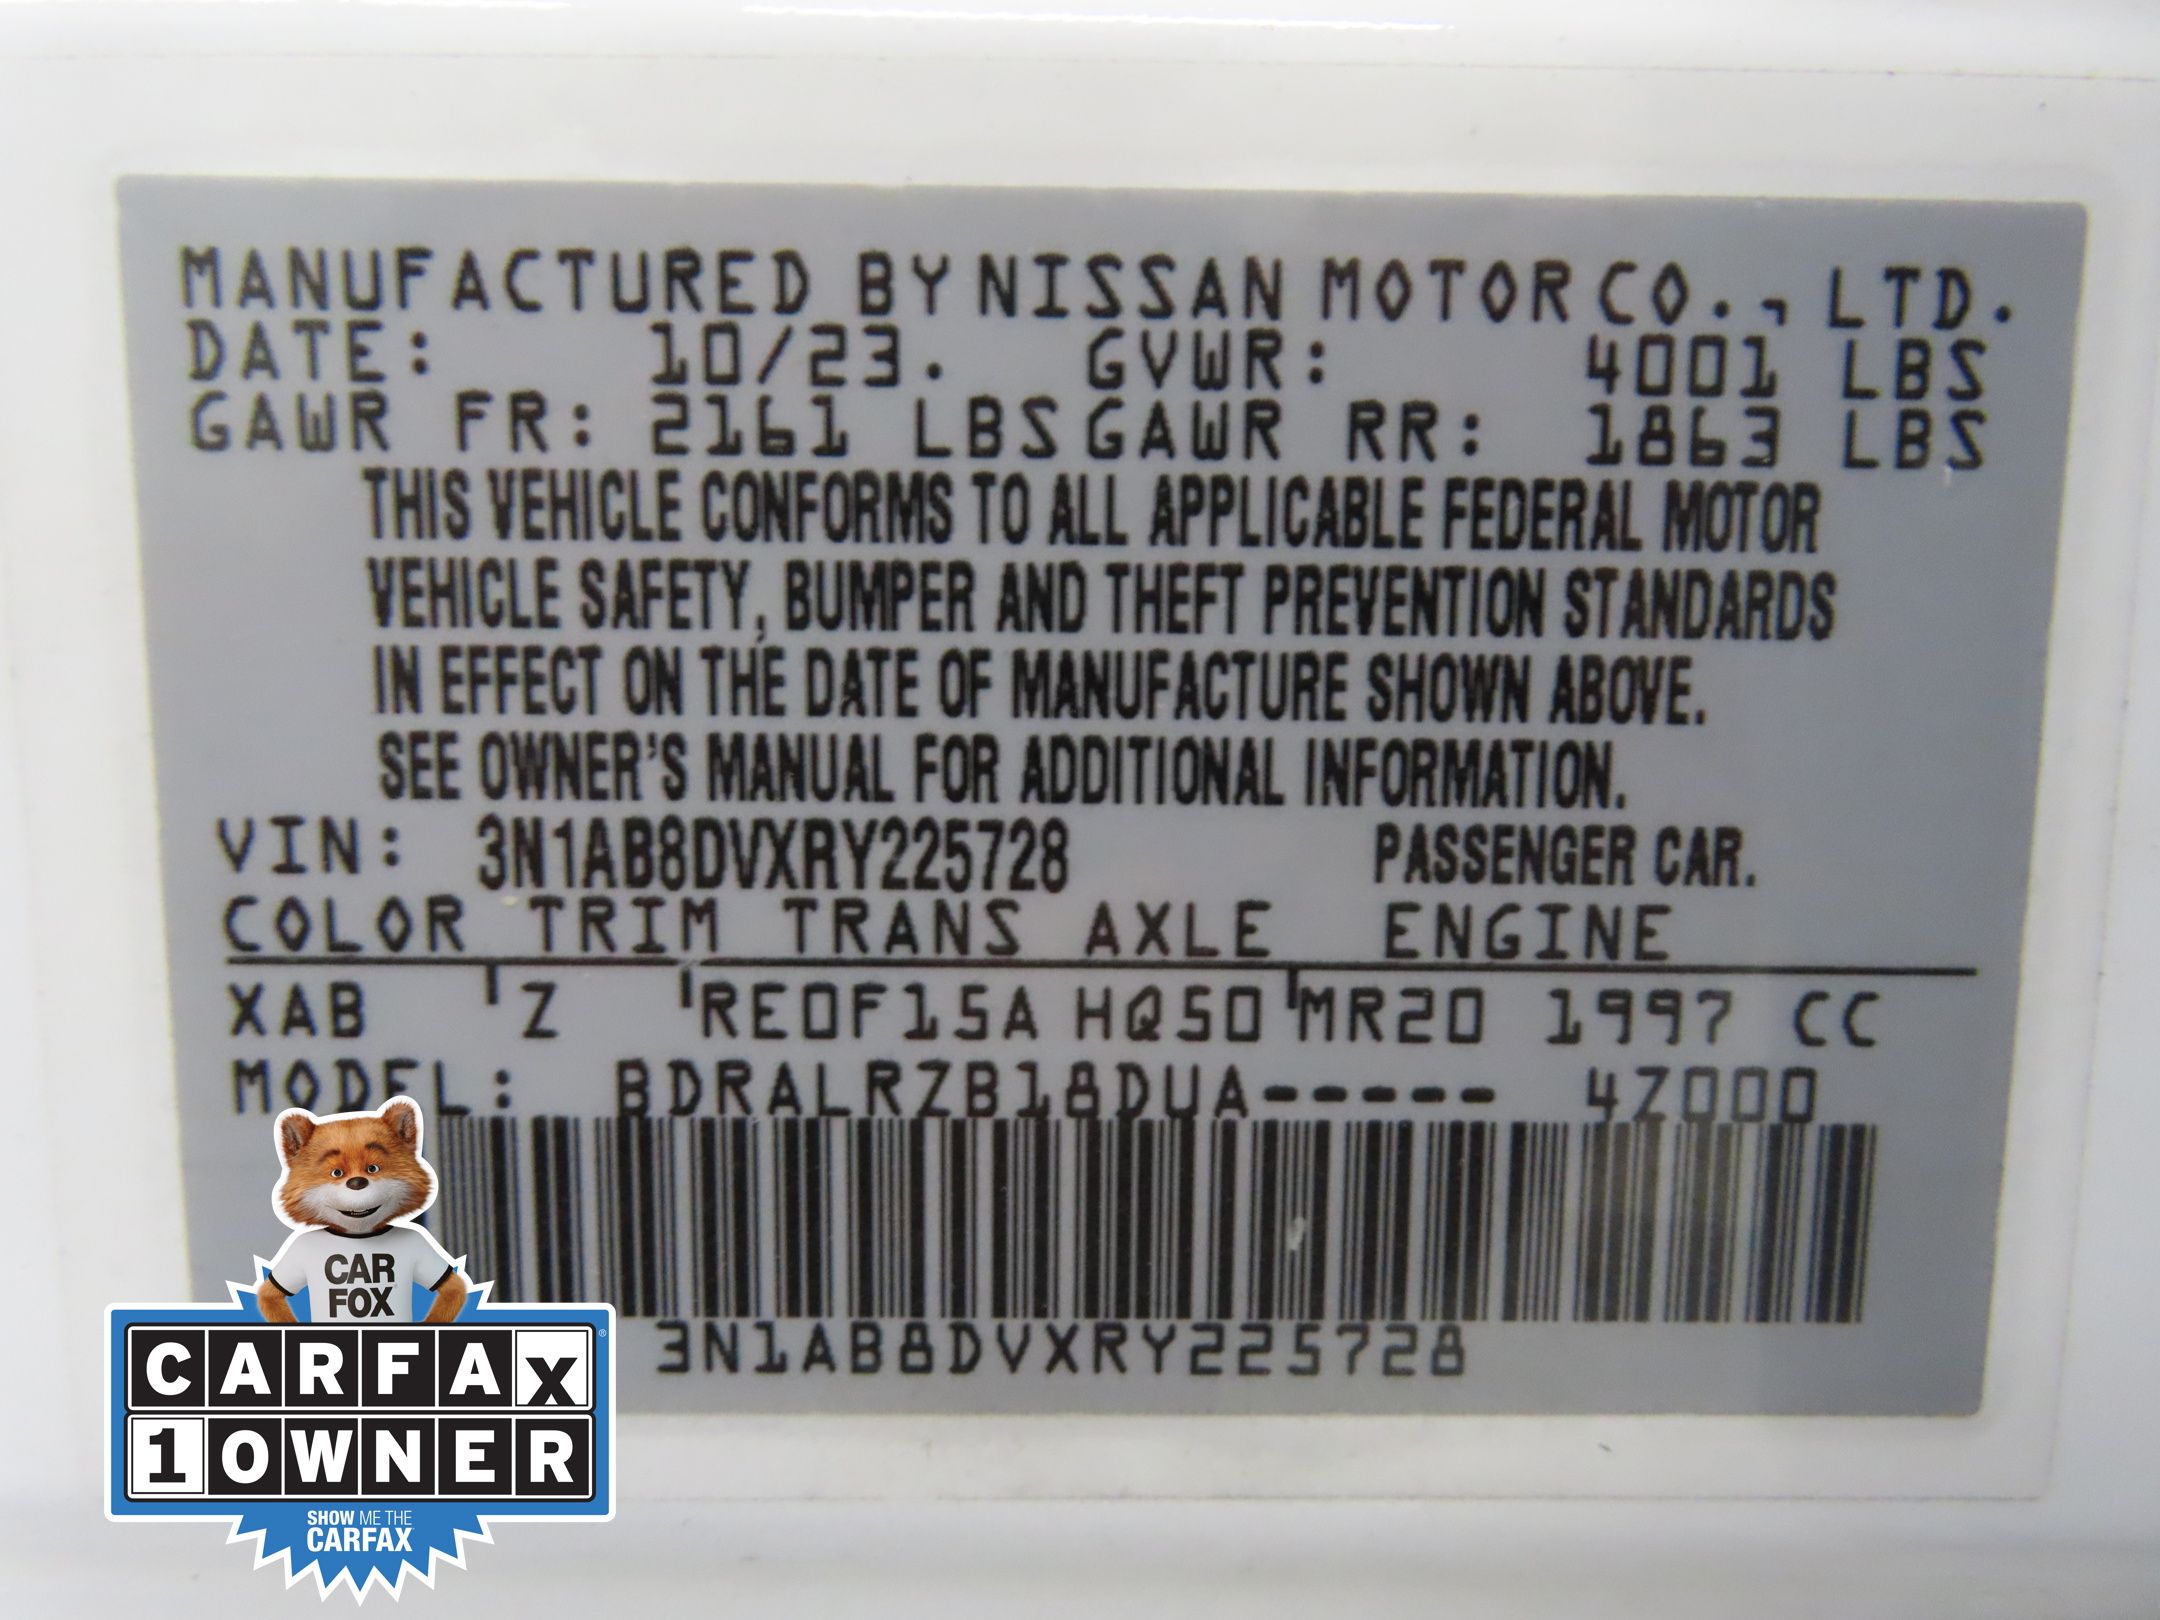 MANUFACTURED BY NISSAN MOTOR CO., LTD.
DATE: 10/23. GVWR: 4001 LBS
GAWR FR: 2161 LBS GAWR RR: 1863 LBS
THIS VEHICLE CONFORMS TO ALL APPLICABLE FEDERAL MOTOR
VEHICLE SAFETY, BUMPER AND THEFT PREVENTION STANDARDS
IN EFFECT ON THE DATE OF MANUFACTURE SHOWN ABOVE.
SEE OWNER'S MANUAL FOR ADDITIONAL INFORMATION.
VIN: 3N1AB8DVXRY225728 PASSENGER CAR.
COLOR TRIM TRANS AXLE ENGINE
XAB Z RE0F15A HQ50 MR20 1997 CC
MODEL: BDRALRZB18DUA----- 4Z000
3N1AB8DVXRY225728
CAR
FOX
CARFAX®
1 OWNER
SHOW ME THE
CARFAX